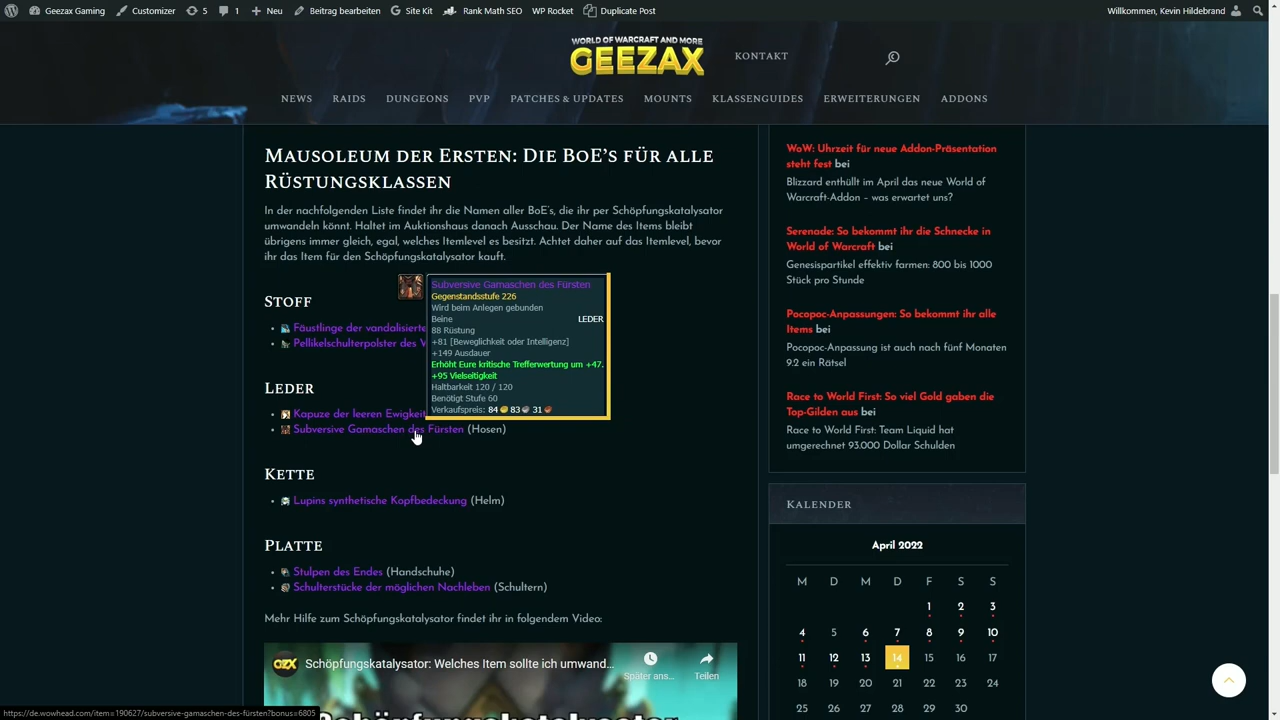 Geezax Gaming
Customizer
5
1
Neu
Beitrag bearbeiten
Site Kit
Rank Math SEO
WP Rocket
Duplicate Post
Willommen, Kevin Hildebrand
WORLD OF WARCRAFT AND MORE
GEEZAX
KONTAKT
NEWS
RAIDS
DUNGEONS
PVP
PATCHES & UPDATES
MOUNTS
KLASSENGUIDES
ERWEITERUNGEN
ADDONS
Mausoleum der Ersten: Die BoE's für alle
Rüstungsklassen
In der nachfolgenden Liste findet ihr die Namen aller BoE's, die ihr per Schöpfungskatalysator
umwandeln könnt. Haltet im Auktionshaus danach Ausschau. Der Name des Items bleibt
übrigens immer gleich, egal, welches Itemlevel es besitzt. Achtet daher auf das Itemlevel, bevor
ihr das Item für den Schöpfungskatalysator kauft.
Stoff
Fäustlinge der vandalisierte
Pellikelschulterpolster des V
Leder
Kapuze der leeren Ewigkeit
Subversive Gamaschen des Fürsten (Hosen)
Subversive Gamaschen des Fürsten
Gegenstandsstufe 226
Wird beim Anlegen gebunden
Beine LEDER
88 Rüstung
+81 [Beweglichkeit oder Intelligenz]
+149 Ausdauer
Erhöht Eure kritische Trefferwertung um +47.
+95 Vielseitigkeit
Haltbarkeit 120 / 120
Benötigt Stufe 60
Verkaufspreis: 84 83 31
Kette
Lupins synthetische Kopfbedeckung (Helm)
Platte
Stulpen des Endes (Handschuhe)
Schulterstücke der möglichen Nachleben (Schultern)
Mehr Hilfe zum Schöpfungskatalysator findet ihr in folgendem Video:
GZX
Schöpfungskatalysator: Welches Item sollte ich umwand...
Später ans...
Teilen
Schöpfungskatalysator
WoW: Uhrzeit für neue Addon-Präsentation
steht fest bei
Blizzard enthüllt im April das neue World of
Warcraft-Addon – was erwartet uns?
Serenade: So bekommt ihr die Schnecke in
World of Warcraft bei
Genesispartikel effektiv farmen: 800 bis 1000
Stück pro Stunde
Pocopoc-Anpassungen: So bekommt ihr alle
Items bei
Pocopoc-Anpassung ist auch nach fünf Monaten
9.2 ein Rätsel
Race to World First: So viel Gold gaben die
Top-Gilden aus bei
Race to World First: Team Liquid hat
umgerechnet 93.000 Dollar Schulden
Kalender
April 2022
M D M D F S S
1 2 3
4 5 6 7 8 9 10
11 12 13 14 15 16 17
18 19 20 21 22 23 24
25 26 27 28 29 30
https://de.wowhead.com/item=190627/subversive-gamaschen-des-fürsten?bonus=6805